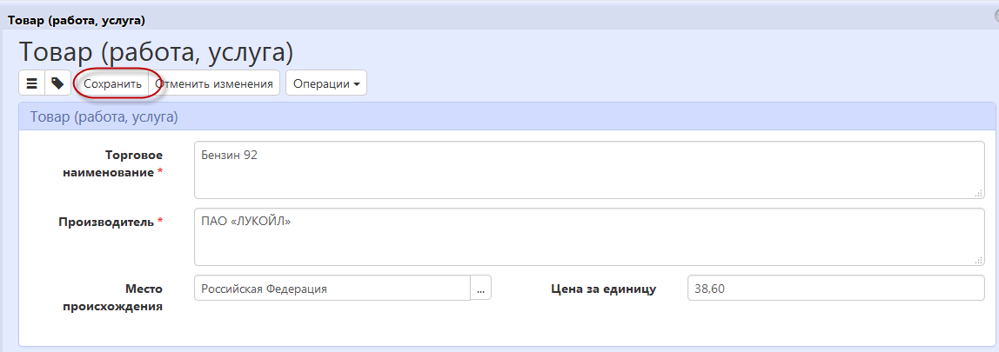 Товар (работа, услуга)
Товар (работа, услуга)
Сохранить Отменить изменения Операции
Товар (работа, услуга)
Торговое наименование * Бензин 92
Производитель * ПАО «ЛУКОЙЛ»
Место происхождения Российская Федерация ... Цена за единицу 38,60